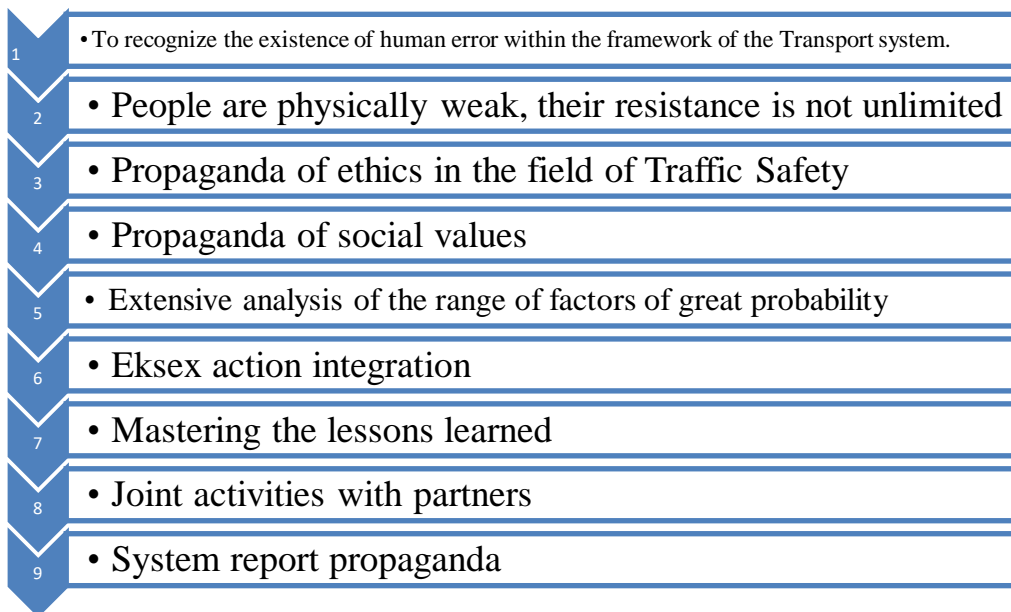 1 • To recognize the existence of human error within the framework of the Transport system.
2 • People are physically weak, their resistance is not unlimited
3 • Propaganda of ethics in the field of Traffic Safety
4 • Propaganda of social values
5 • Extensive analysis of the range of factors of great probability
6 • Eksex action integration
7 • Mastering the lessons learned
8 • Joint activities with partners
9 • System report propaganda